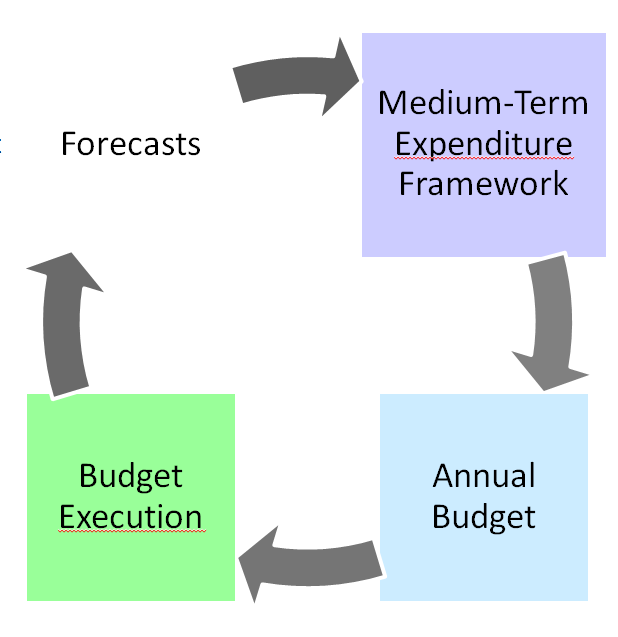 Forecasts
Medium-Term
Expenditure
Framework
Budget
Execution
Annual
Budget